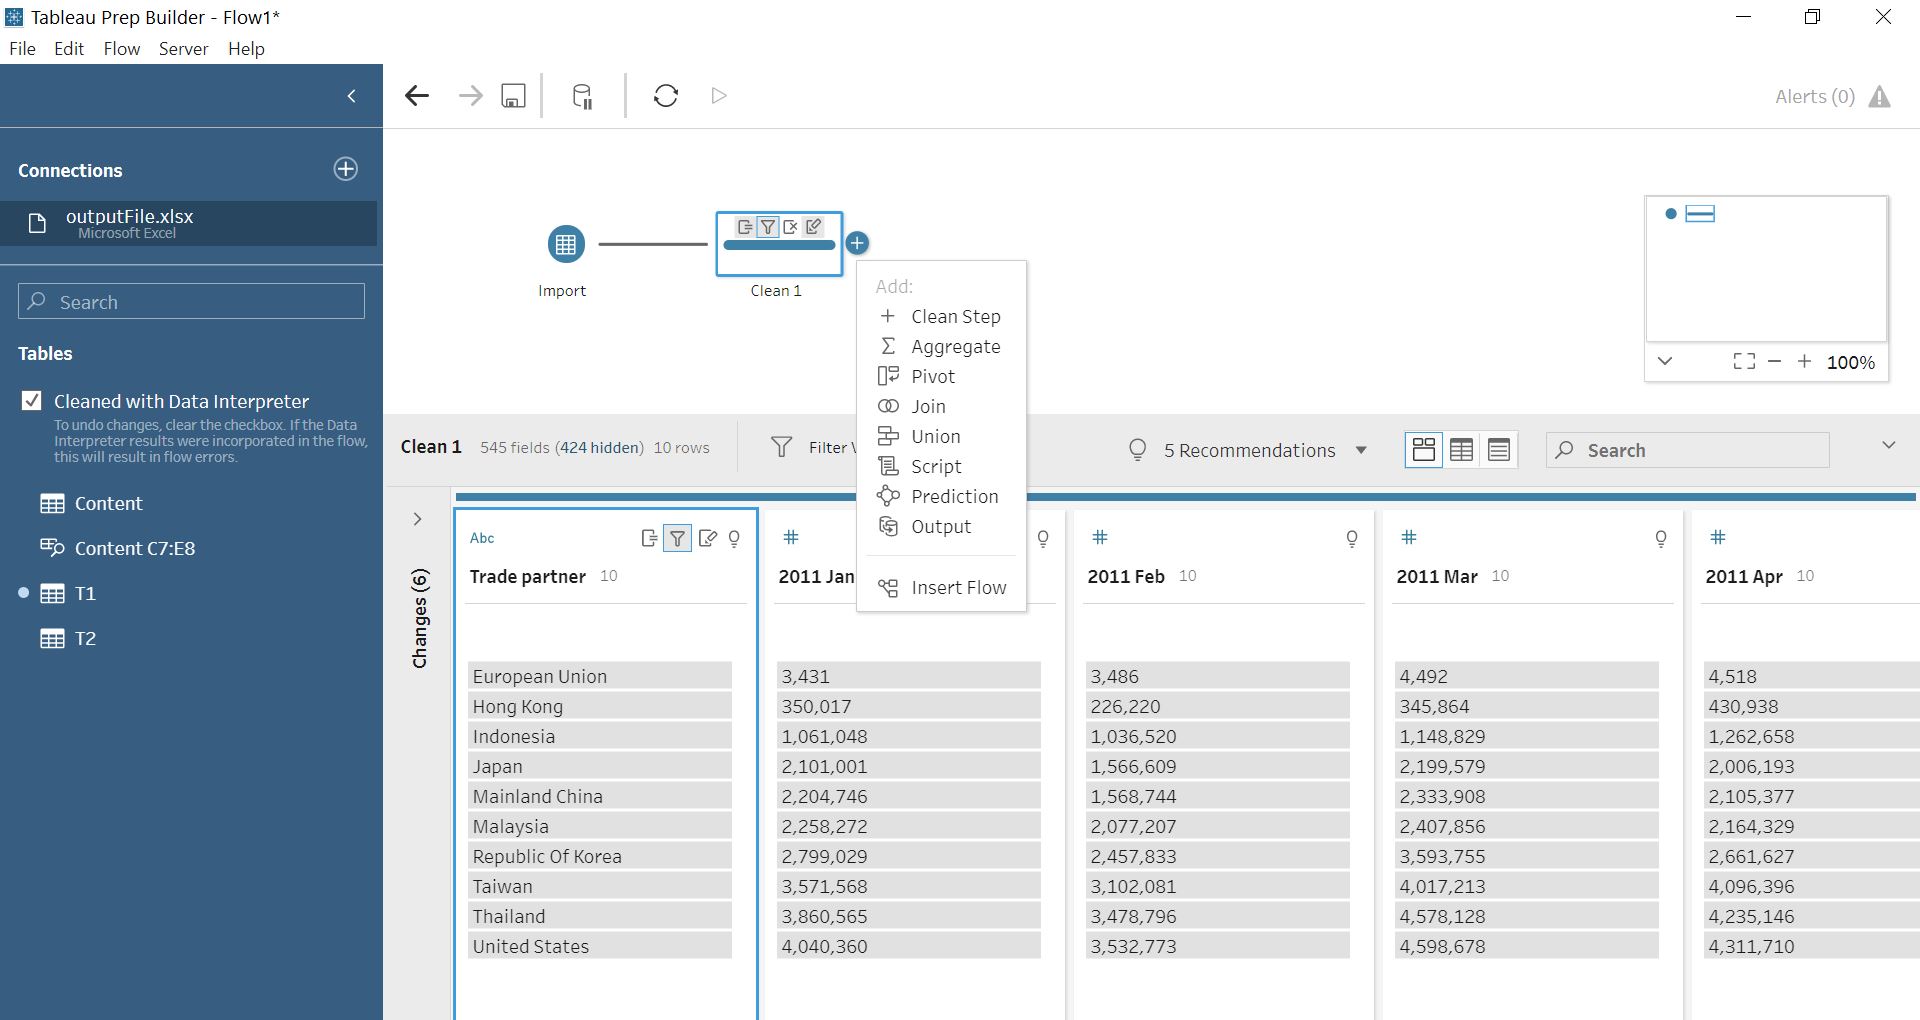 Tableau Prep Builder - Flow1*
File Edit Flow Server Help
Alerts (0)
Connections
outputFile.xlsx
Microsoft Excel
Search
Tables
Cleaned with Data Interpreter
To undo changes, clear the checkbox. If the Data
Interpreter results were incorporated in the flow,
this will result in flow errors.
Content
Content C7:E8
T1
T2
Import
Clean 1
Add:
Clean Step
Aggregate
Pivot
Join
Union
Script
Prediction
Output
Insert Flow
100%
Clean 1 545 fields (424 hidden) 10 rows
Filter
5 Recommendations
Search
Changes (6)
Abc
Trade partner 10
# 
2011 Jan
#
2011 Feb 10
#
2011 Mar 10
#
2011 Apr 10
European Union 3,431 3,486 4,492 4,518
Hong Kong 350,017 226,220 345,864 430,938
Indonesia 1,061,048 1,036,520 1,148,829 1,262,658
Japan 2,101,001 1,566,609 2,199,579 2,006,193
Mainland China 2,204,746 1,568,744 2,333,908 2,105,377
Malaysia 2,258,272 2,077,207 2,407,856 2,164,329
Republic Of Korea 2,799,029 2,457,833 3,593,755 2,661,627
Taiwan 3,571,568 3,102,081 4,017,213 4,096,396
Thailand 3,860,565 3,478,796 4,578,128 4,235,146
United States 4,040,360 3,532,773 4,598,678 4,311,710